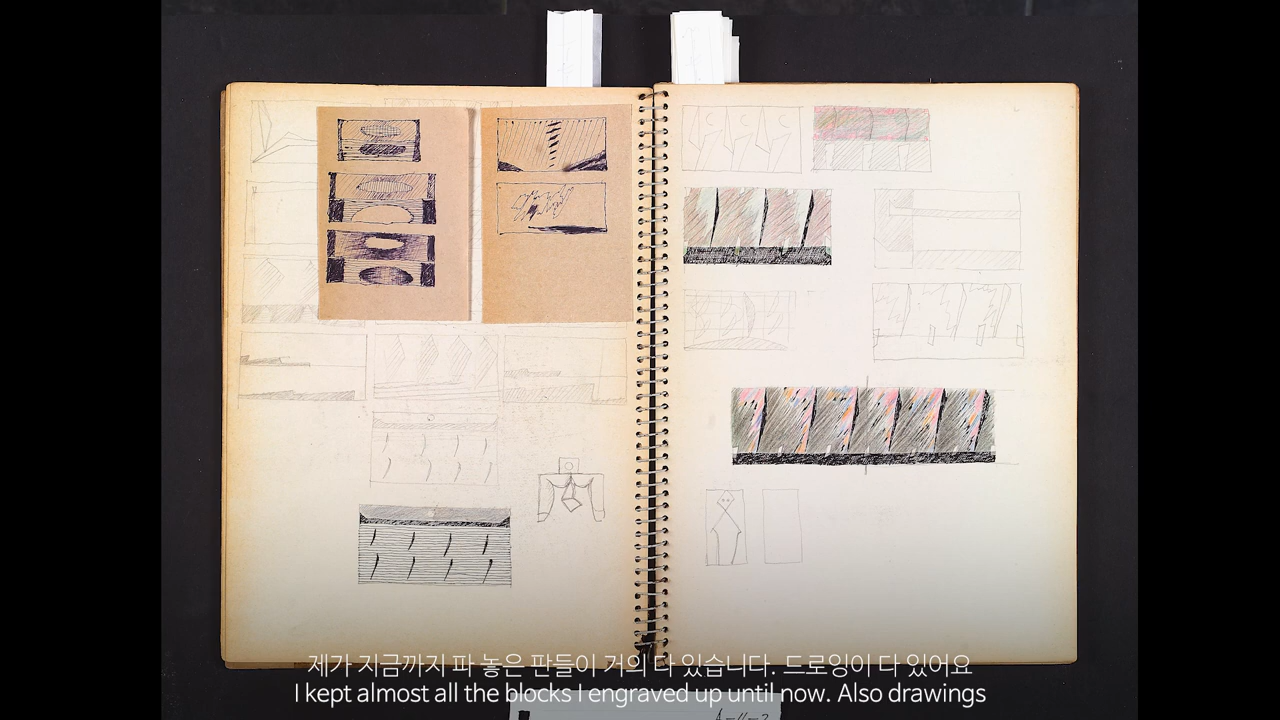 제가 지금까지 파 놓은 판들이 거의 다 있습니다. 드로잉이 다 있어요
I kept almost all the blocks I engraved up until now. Also drawings